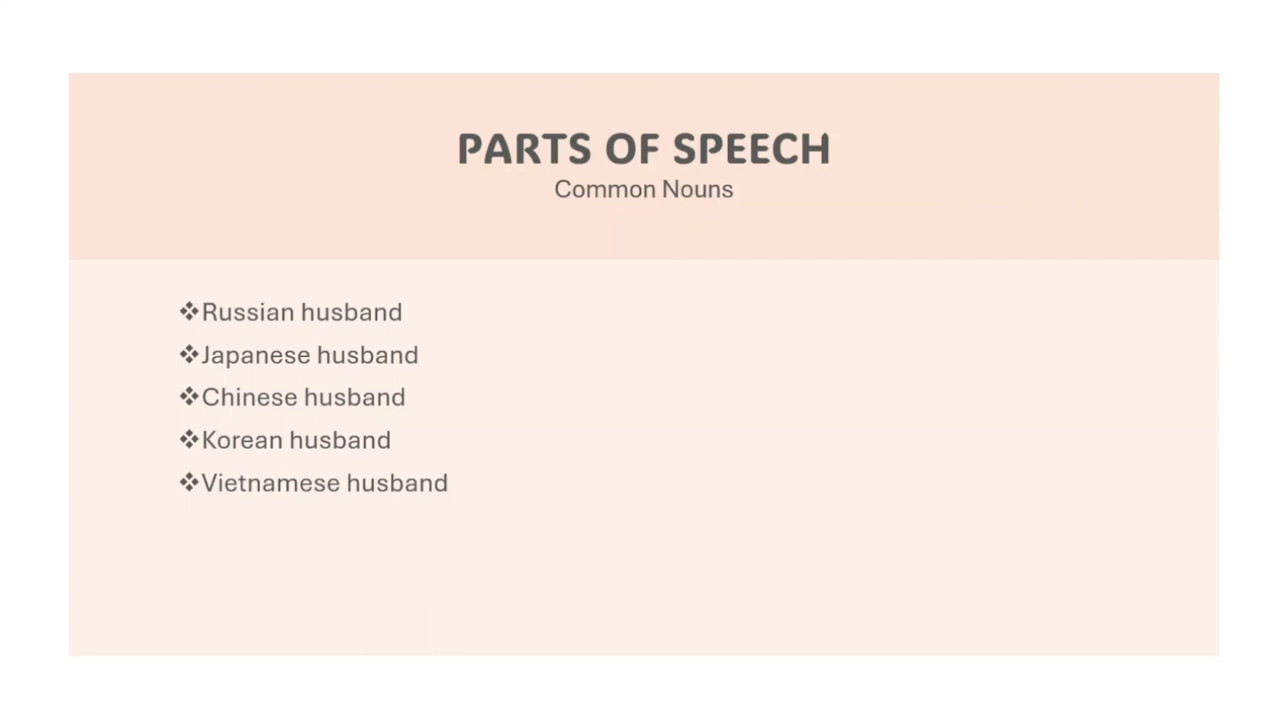 PARTS OF SPEECH
Common Nouns
❖Russian husband
❖Japanese husband
❖Chinese husband
❖Korean husband
❖Vietnamese husband